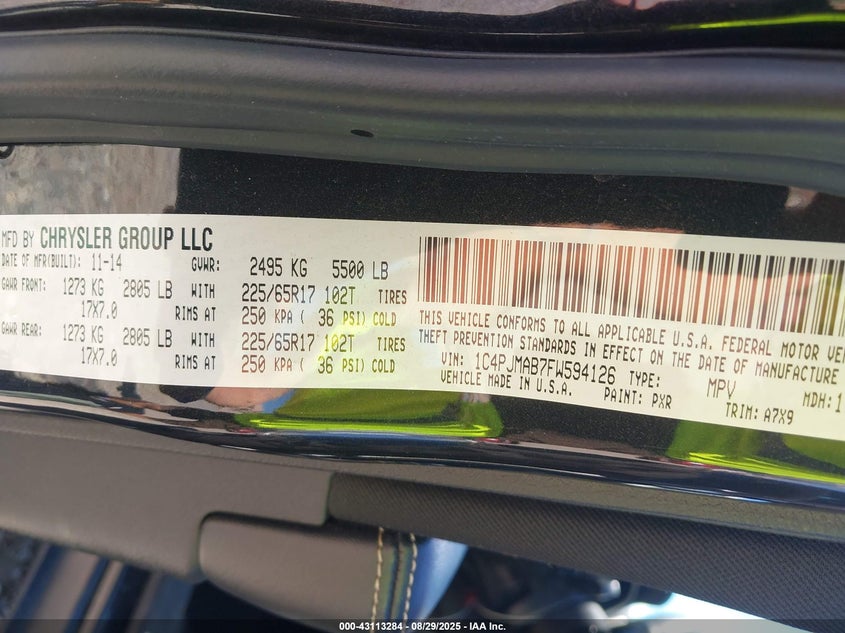 MFD BY CHRYSLER GROUP LLC
DATE OF MFR(BUILT): 11-14 GVWR: 2495 KG 5500 LB
GAWR FRONT: 1273 KG 2805 LB WITH 225/65R17 102T TIRES
17X7.0 RIMS AT 250 KPA ( 36 PSI) COLD
GAWR REAR: 1273 KG 2805 LB WITH 225/65R17 102T TIRES
17X7.0 RIMS AT 250 KPA ( 36 PSI) COLD
THIS VEHICLE CONFORMS TO ALL APPLICABLE U.S.A. FEDERAL MOTOR
THEFT PREVENTION STANDARDS IN EFFECT ON THE DATE OF MANUFACTURE
VIN: 1C4PJMAB7FW594126 TYPE: MPV MDH:1
VEHICLE MADE IN U.S.A. PAINT: PXR TRIM: A7X9
000-43113284 - 08/29/2025 - IAA Inc.